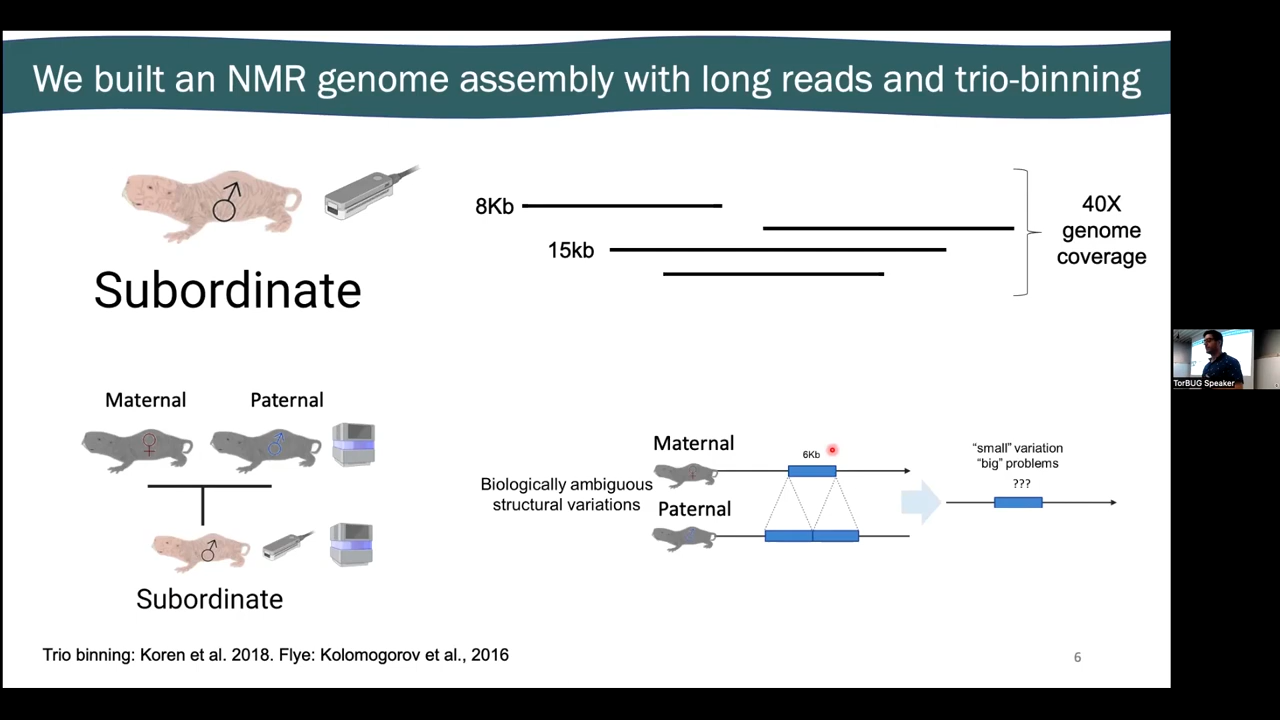 We built an NMR genome assembly with long reads and trio-binning
8Kb
15kb
40X
genome
coverage
Subordinate
Maternal
Paternal
Subordinate
Biologically ambiguous
structural variations
Maternal
6Kb
Paternal
“small” variation
“big” problems
???
Trio binning: Koren et al. 2018. Flye: Kolomogorov et al., 2016
6
TorBUG Speaker